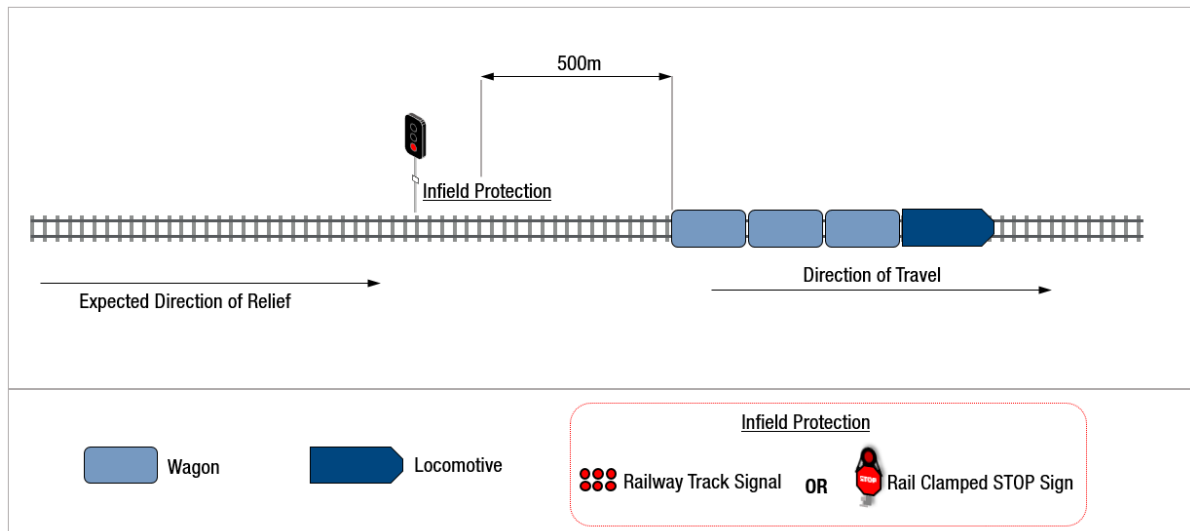 500m
Infield Protection
Expected Direction of Relief
Direction of Travel
Wagon
Locomotive
Infield Protection
Railway Track Signal OR STOP Rail Clamped STOP Sign